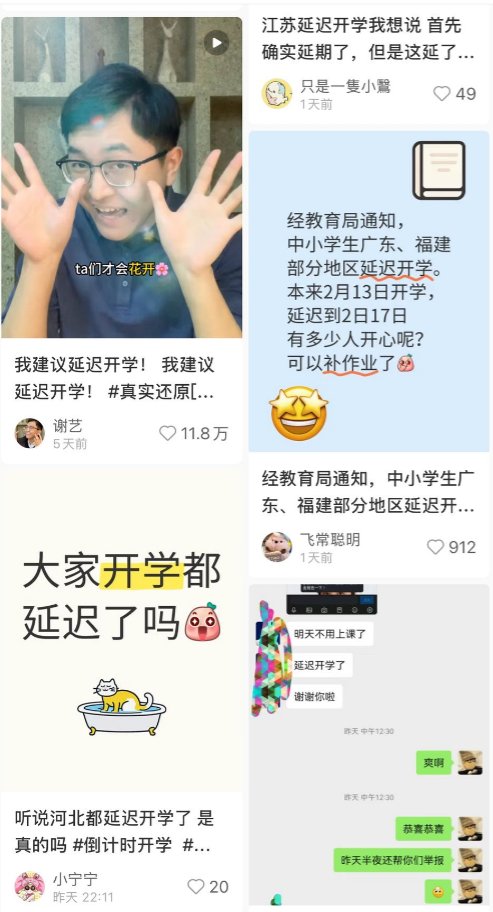 ta们才会花开🌸
我建议延迟开学！ 我建议
延迟开学！ #真实还原[...
谢艺
5天前
11.8万
大家开学都
延迟了吗
听说河北都延迟开学了 是
真的吗 #倒计时开学 #...
小宁宁
昨天 22:11
20
江苏延迟开学我想说 首先
确实延期了，但是这延了...
只是一隻小鷖
1天前
49
经教育局通知，
中小学生广东、福建
部分地区延迟开学。
本来2月13日开学，
延迟到2日17日
有多少人开心呢？
可以补作业了
经教育局通知，中小学生广
东、福建部分地区延迟开...
飞常聪明
1天前
912
明天不用上课了
延迟开学了
谢谢你啦
昨天 中午12:30
爽啊
昨天 中午12:30
恭喜恭喜
昨天半夜还帮你们举报